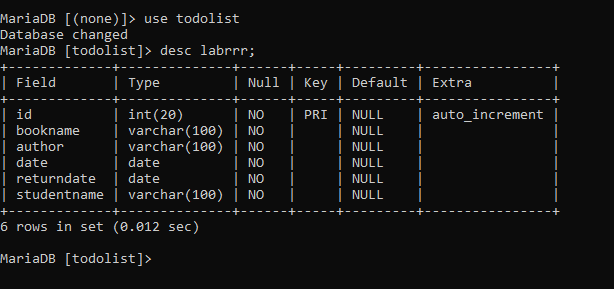 MariaDB [(none)]> use todolist
Database changed
MariaDB [todolist]> desc labrrr;
+-------------+--------------+------+-----+---------+----------------+
| Field       | Type         | Null | Key | Default | Extra          |
+-------------+--------------+------+-----+---------+----------------+
| id          | int(20)      | NO   | PRI | NULL    | auto_increment |
| bookname    | varchar(100) | NO   |     | NULL    |                |
| author      | varchar(100) | NO   |     | NULL    |                |
| date        | date         | NO   |     | NULL    |                |
| returndate  | date         | NO   |     | NULL    |                |
| studentname | varchar(100) | NO   |     | NULL    |                |
+-------------+--------------+------+-----+---------+----------------+
6 rows in set (0.012 sec)
MariaDB [todolist]>